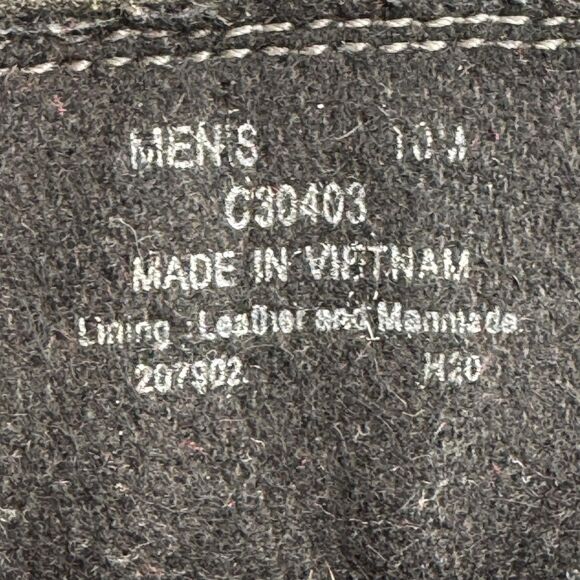 MEN'S 10 M
C30403
MADE IN VIETNAM
Lining : Leather and Manmade
207902 H20